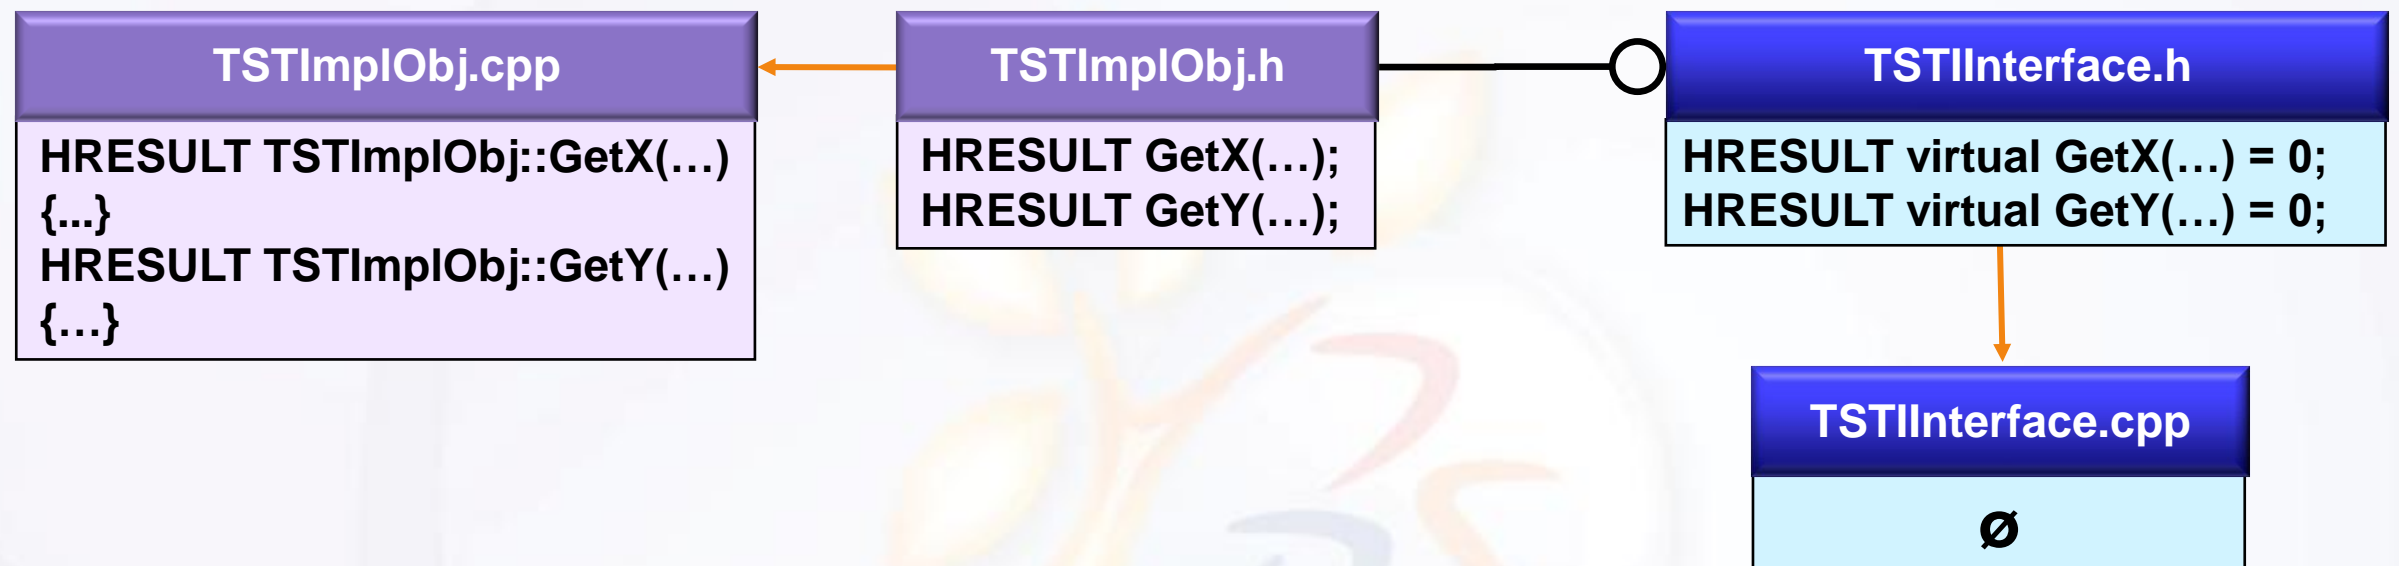 TSTImplObj.cpp
HRESULT TSTImplObj::GetX(…)
{...}
HRESULT TSTImplObj::GetY(…)
{…}
TSTImplObj.h
HRESULT GetX(…);
HRESULT GetY(…);
TSTIInterface.h
HRESULT virtual GetX(…) = 0;
HRESULT virtual GetY(…) = 0;
TSTIInterface.cpp
Ø